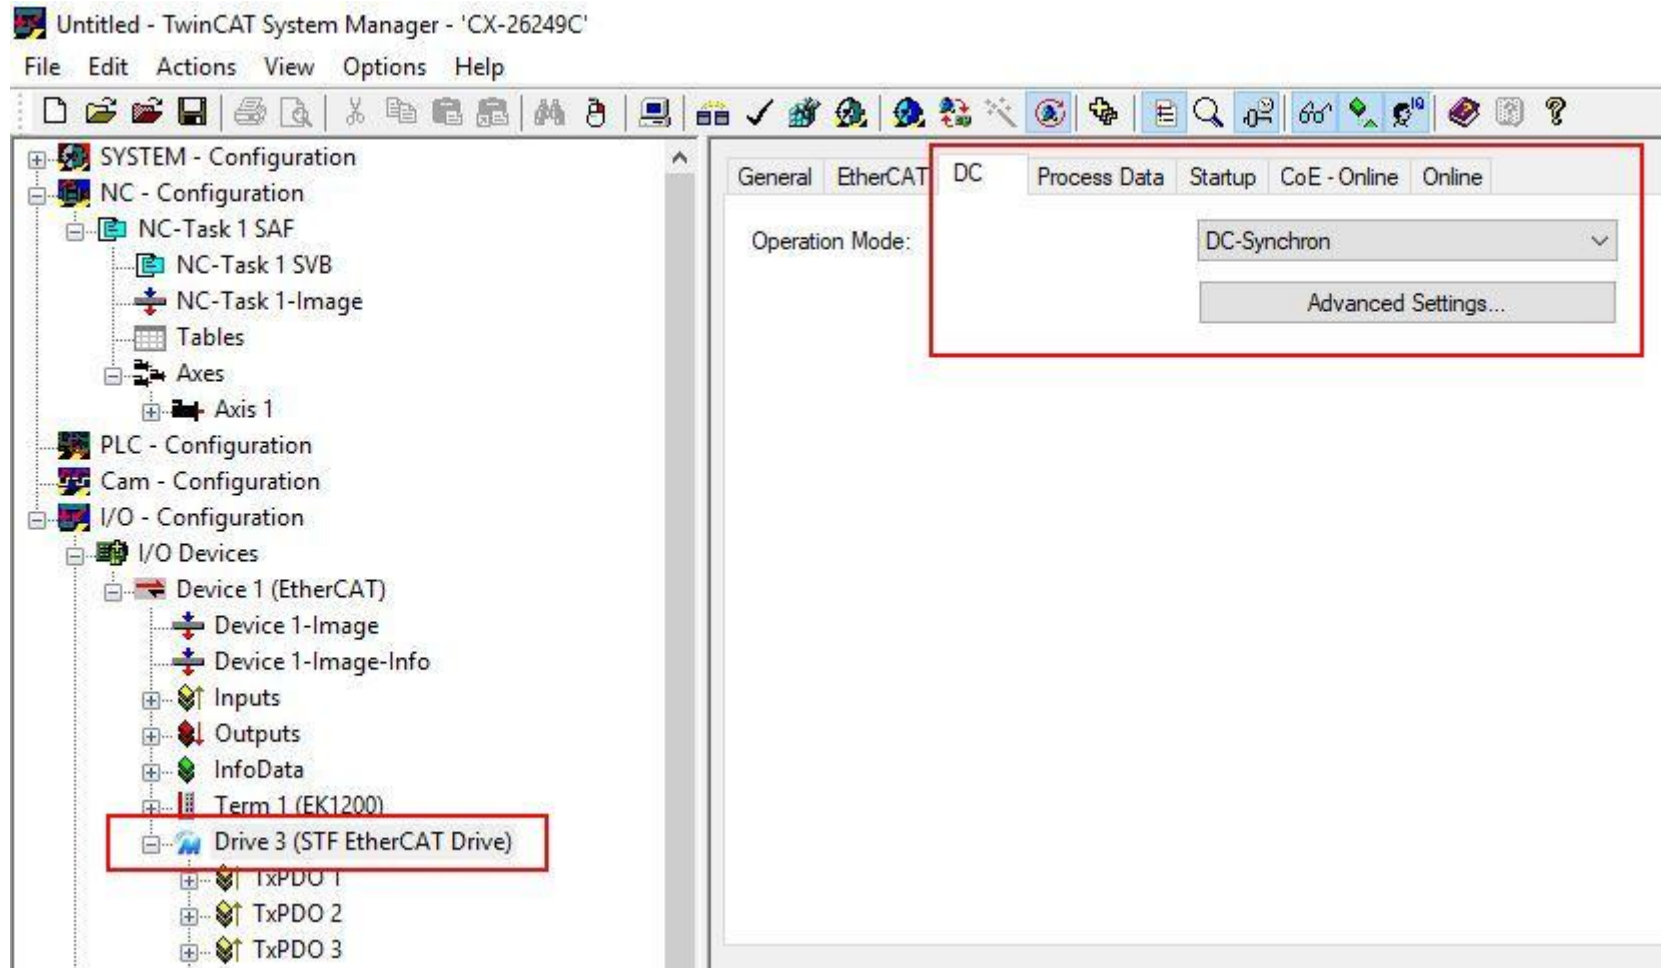 Untitled - TwinCAT System Manager - 'CX-26249C'
File Edit Actions View Options Help
SYSTEM - Configuration
NC - Configuration
NC-Task 1 SAF
NC-Task 1 SVB
NC-Task 1-Image
Tables
Axes
Axis 1
PLC - Configuration
Cam - Configuration
I/O - Configuration
I/O Devices
Device 1 (EtherCAT)
Device 1-Image
Device 1-Image-Info
Inputs
Outputs
InfoData
Term 1 (EK1200)
Drive 3 (STF EtherCAT Drive)
TxPDO 1
TxPDO 2
TxPDO 3
General EtherCAT DC Process Data Startup CoE - Online Online
Operation Mode: DC-Synchron
Advanced Settings...